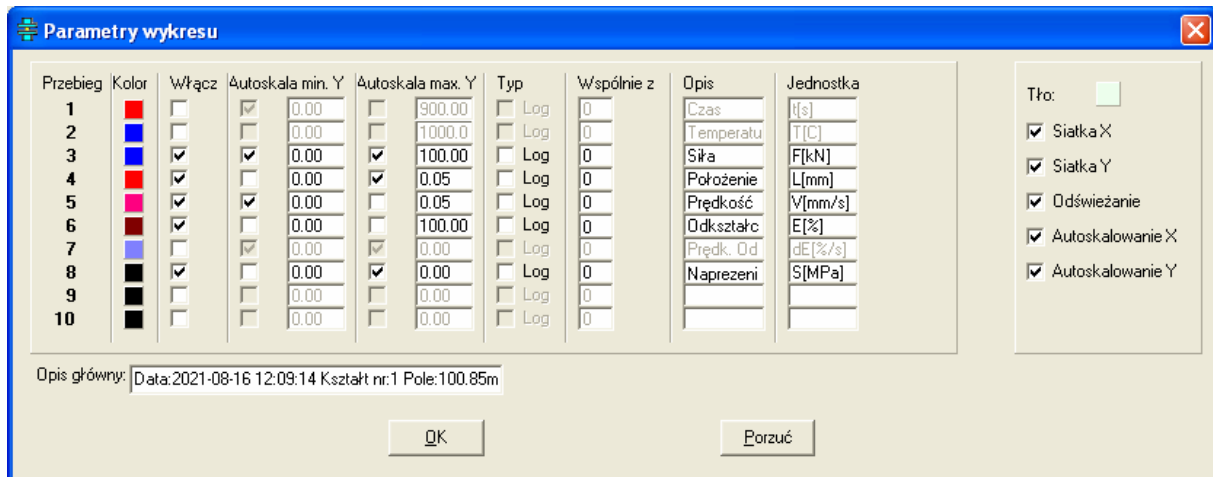 Parametry wykresu
Przebieg Kolor Włącz Autoskala min. Y Autoskala max. Y Typ Wspólnie z Opis Jednostka
1 0.00 900.00 Log 0 Czas t[s]
2 0.00 1000.0 Log 0 Temperatu T[C]
3 0.00 100.00 Log 0 Siła F[kN]
4 0.00 0.05 Log 0 Położenie L[mm]
5 0.00 0.05 Log 0 Prędkość V[mm/s]
6 0.00 100.00 Log 0 Odkształc E[%]
7 0.00 0.00 Log 0 Prędk. Od dE[%/s]
8 0.00 0.00 Log 0 Naprezeni S[MPa]
9 0.00 0.00 Log 0
10 0.00 0.00 Log 0
Tło:
Siatka X
Siatka Y
Odświeżanie
Autoskalowanie X
Autoskalowanie Y
Opis główny: Data:2021-08-16 12:09:14 Kształt nr:1 Pole:100.85m
OK Porzuć